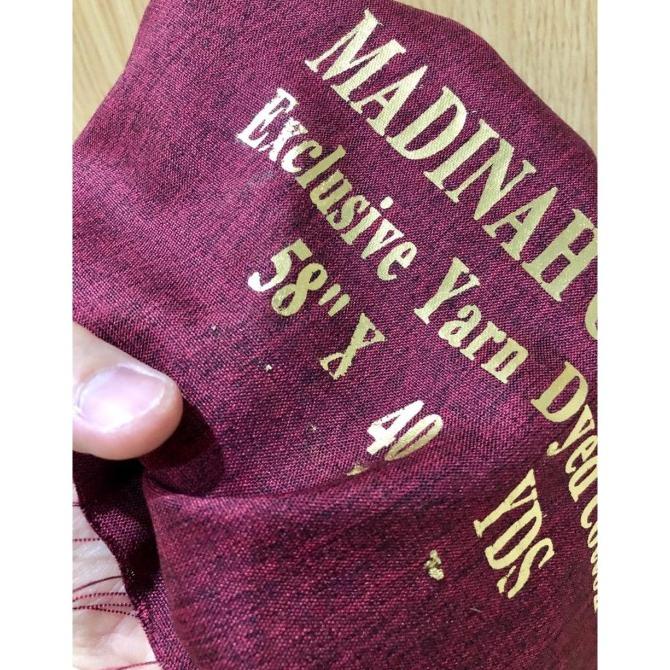 MADINAH
Exclusive Yarn Dyed
58" X 40 YDS